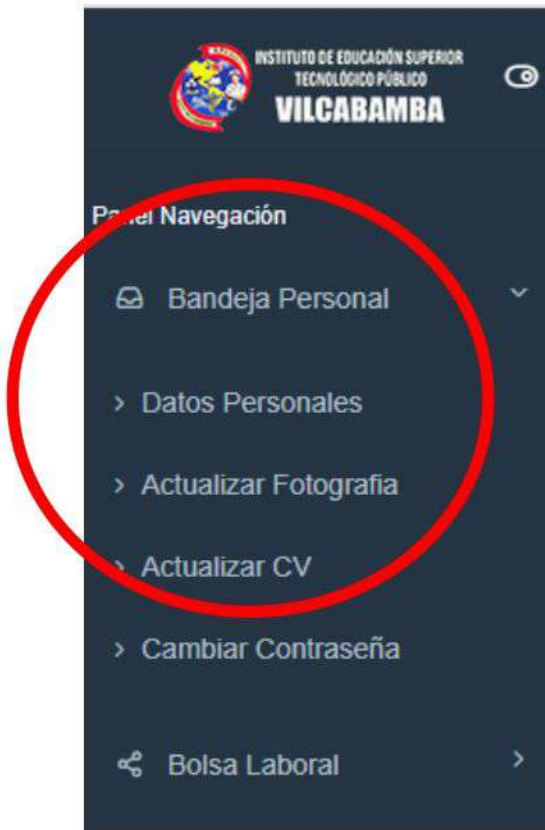 INSTITUTO DE EDUCACIÓN SUPERIOR
TECNOLÓGICO PÚBLICO
VILCABAMBA
Panel Navegación
Bandeja Personal
Datos Personales
Actualizar Fotografia
Actualizar CV
Cambiar Contraseña
Bolsa Laboral